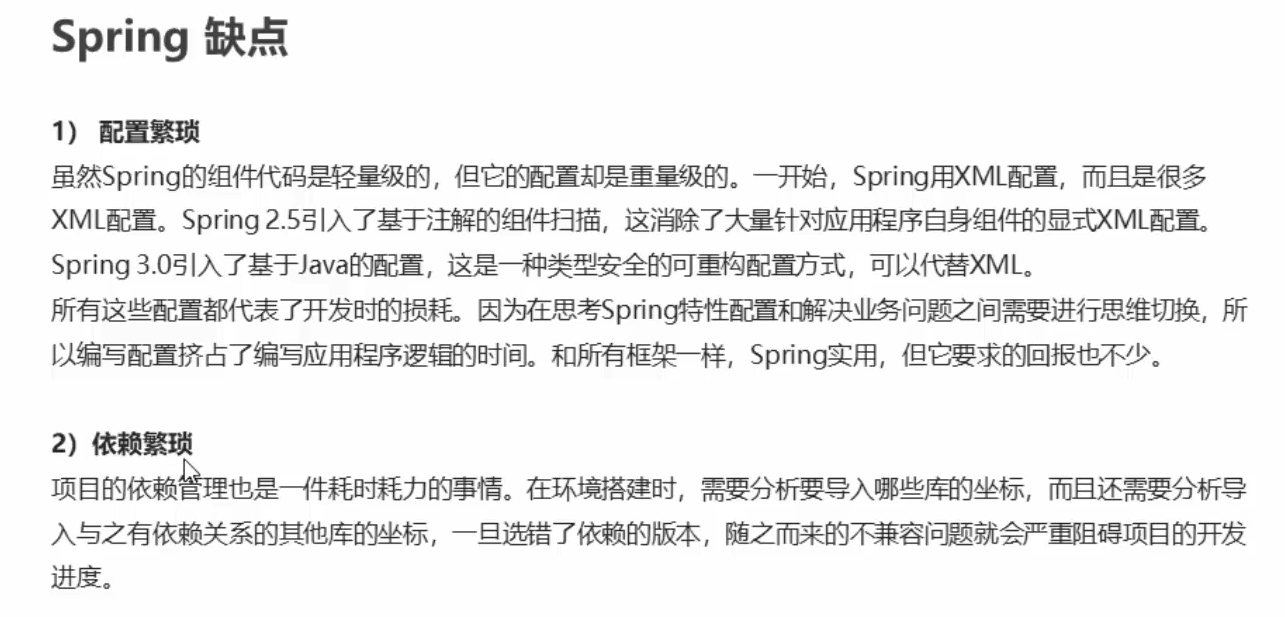 Spring 缺点
1） 配置繁琐
虽然Spring的组件代码是轻量级的，但它的配置却是重量级的。一开始，Spring用XML配置，而且是很多
XML配置。Spring 2.5引入了基于注解的组件扫描，这消除了大量针对应用程序自身组件的显式XML配置。
Spring 3.0引入了基于Java的配置，这是一种类型安全的可重构配置方式，可以代替XML。
所有这些配置都代表了开发时的损耗。因为在思考Spring特性配置和解决业务问题之间需要进行思维切换，所
以编写配置挤占了编写应用程序逻辑的时间。和所有框架一样，Spring实用，但它要求的回报也不少。
2）依赖繁琐
项目的依赖管理也是一件耗时耗力的事情。在环境搭建时，需要分析要导入哪些库的坐标，而且还需要分析导
入与之有依赖关系的其他库的坐标，一旦选错了依赖的版本，随之而来的不兼容问题就会严重阻碍项目的开发
进度。